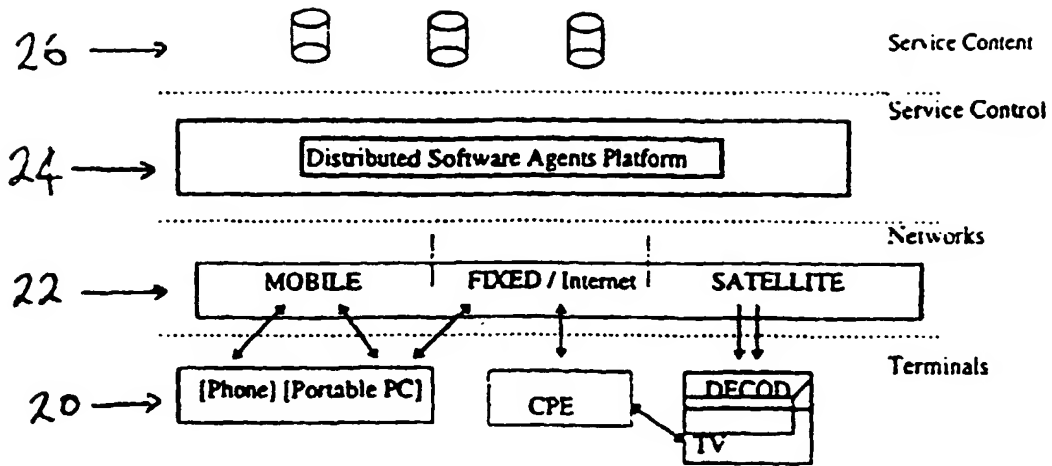 26
Service Content
Service Control
24
Distributed Software Agents Platform
Networks
22
MOBILE
FIXED / Internet
SATELLITE
Terminals
20
[Phone] [Portable PC]
CPE
DECOD
TV